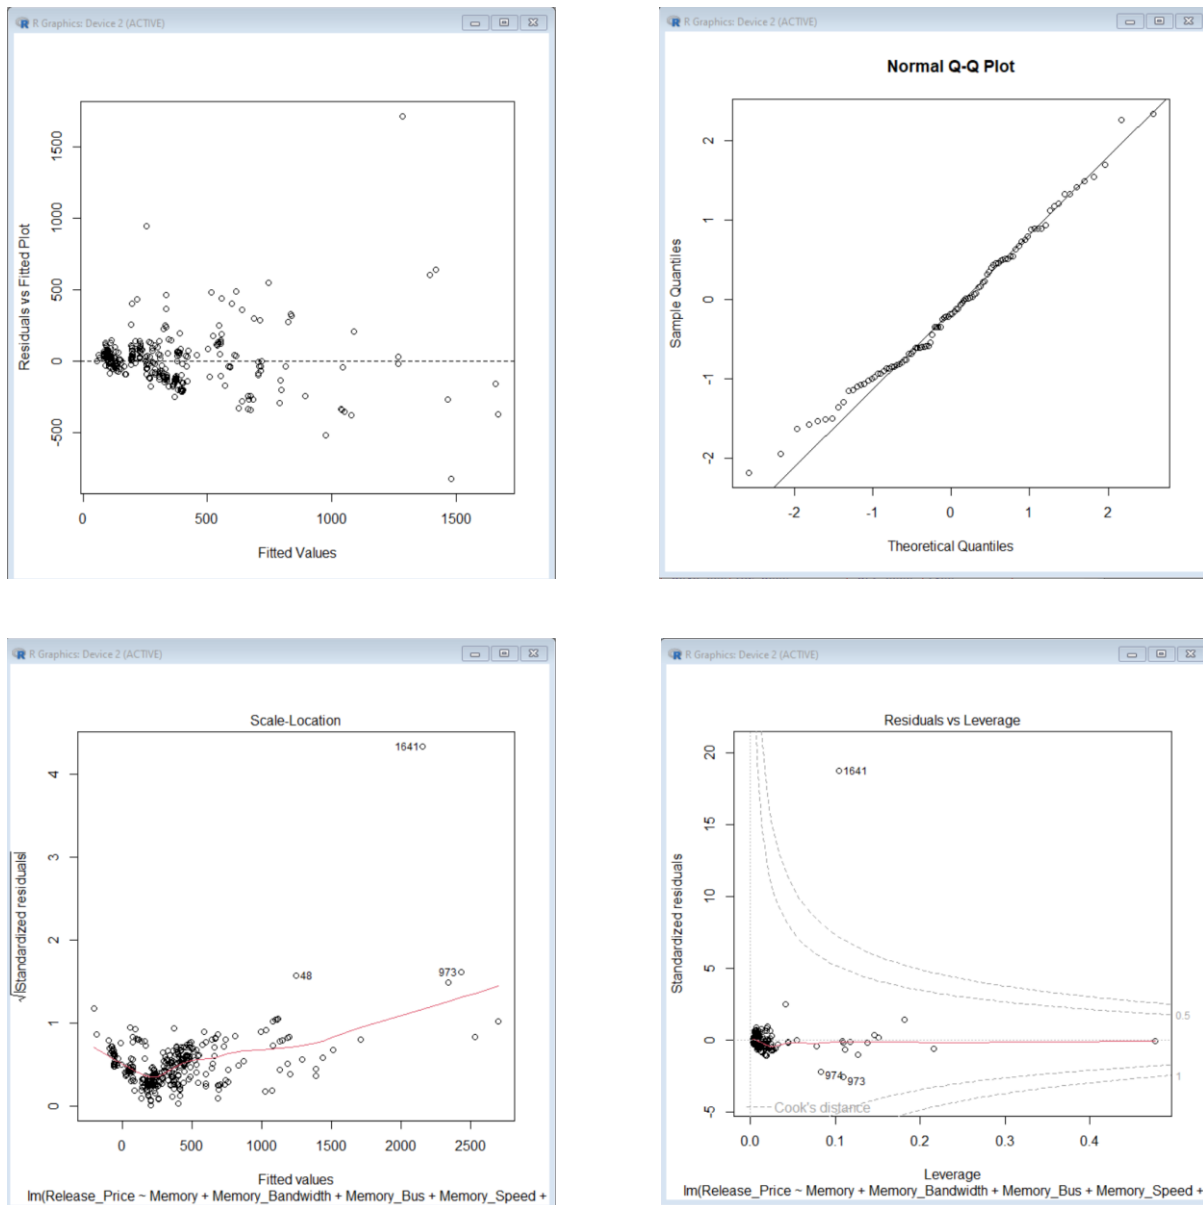 R Graphics: Device 2 (ACTIVE)
Residuals vs Fitted Plot
1500
1000
500
0
-500
0 500 1000 1500
Fitted Values
R Graphics: Device 2 (ACTIVE)
Normal Q-Q Plot
Sample Quantiles
2
1
0
-1
-2
-2 -1 0 1 2
Theoretical Quantiles
R Graphics: Device 2 (ACTIVE)
Scale-Location
√|Standardized residuals|
4
3
2
1
0
1641
48
973
0 500 1000 1500 2000 2500
Fitted values
lm(Release_Price ~ Memory + Memory_Bandwidth + Memory_Bus + Memory_Speed +
R Graphics: Device 2 (ACTIVE)
Residuals vs Leverage
Standardized residuals
20
15
10
5
0
-5
1641
0.5
974
973
1
Cook's distance
0.0 0.1 0.2 0.3 0.4
Leverage
lm(Release_Price ~ Memory + Memory_Bandwidth + Memory_Bus + Memory_Speed +